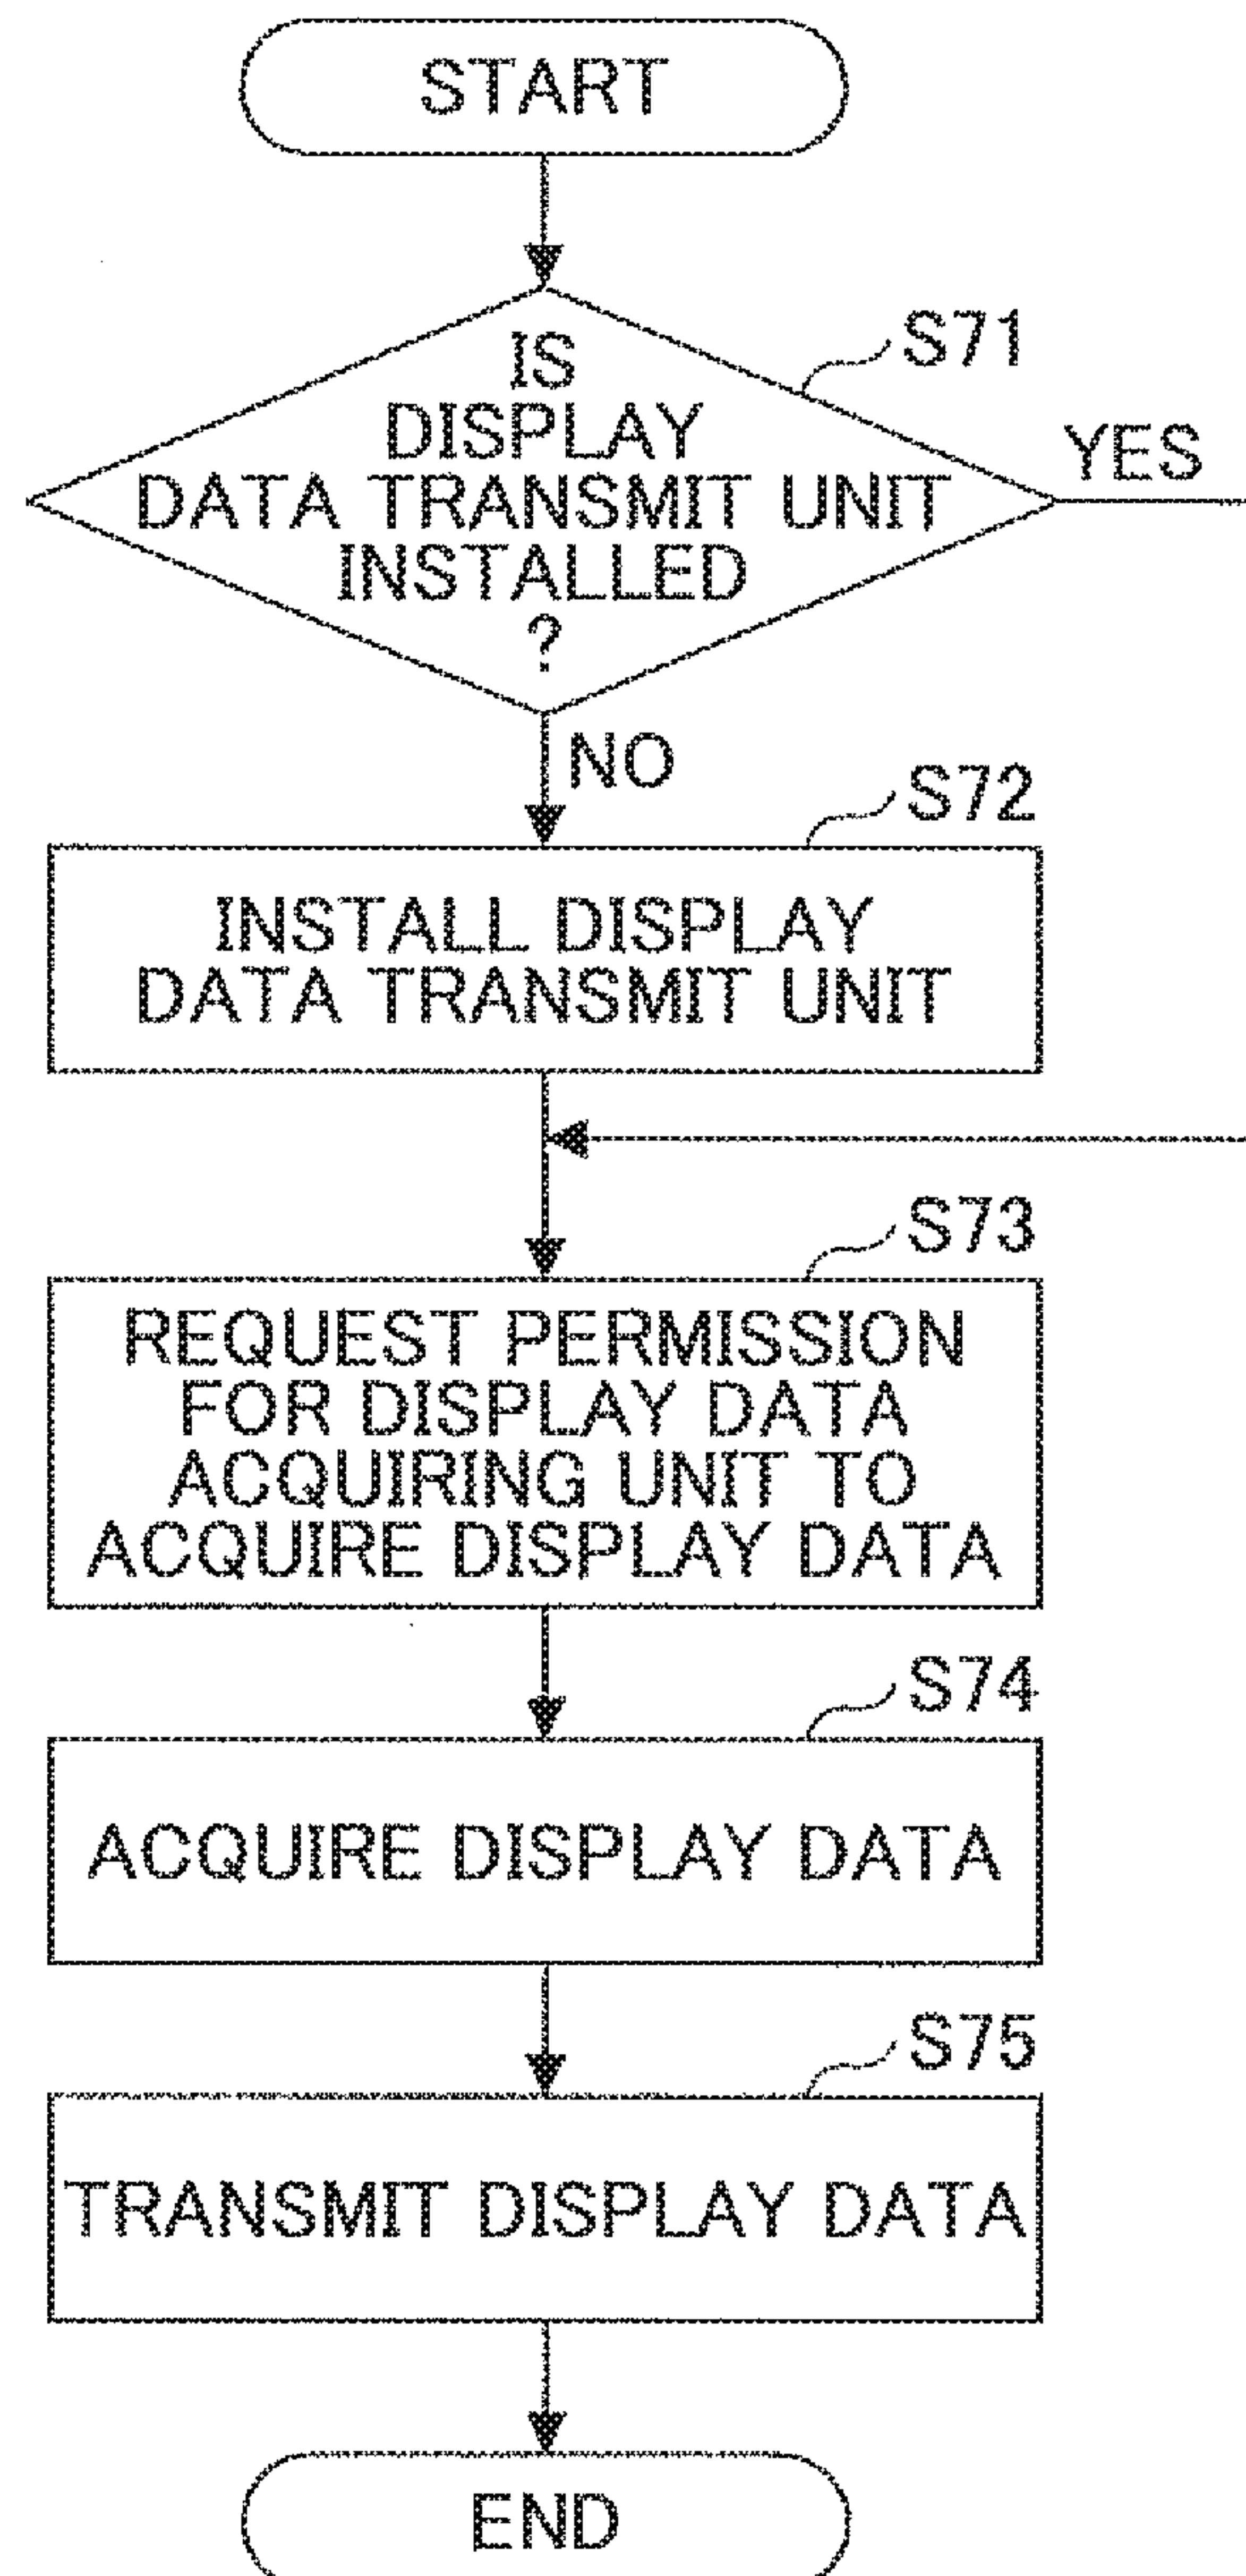 START
S71
IS
DISPLAY
DATA TRANSMIT UNIT
INSTALLED
?
YES
NO
S72
INSTALL DISPLAY
DATA TRANSMIT UNIT
S73
REQUEST PERMISSION
FOR DISPLAY DATA
ACQUIRING UNIT TO
ACQUIRE DISPLAY DATA
S74
ACQUIRE DISPLAY DATA
S75
TRANSMIT DISPLAY DATA
END